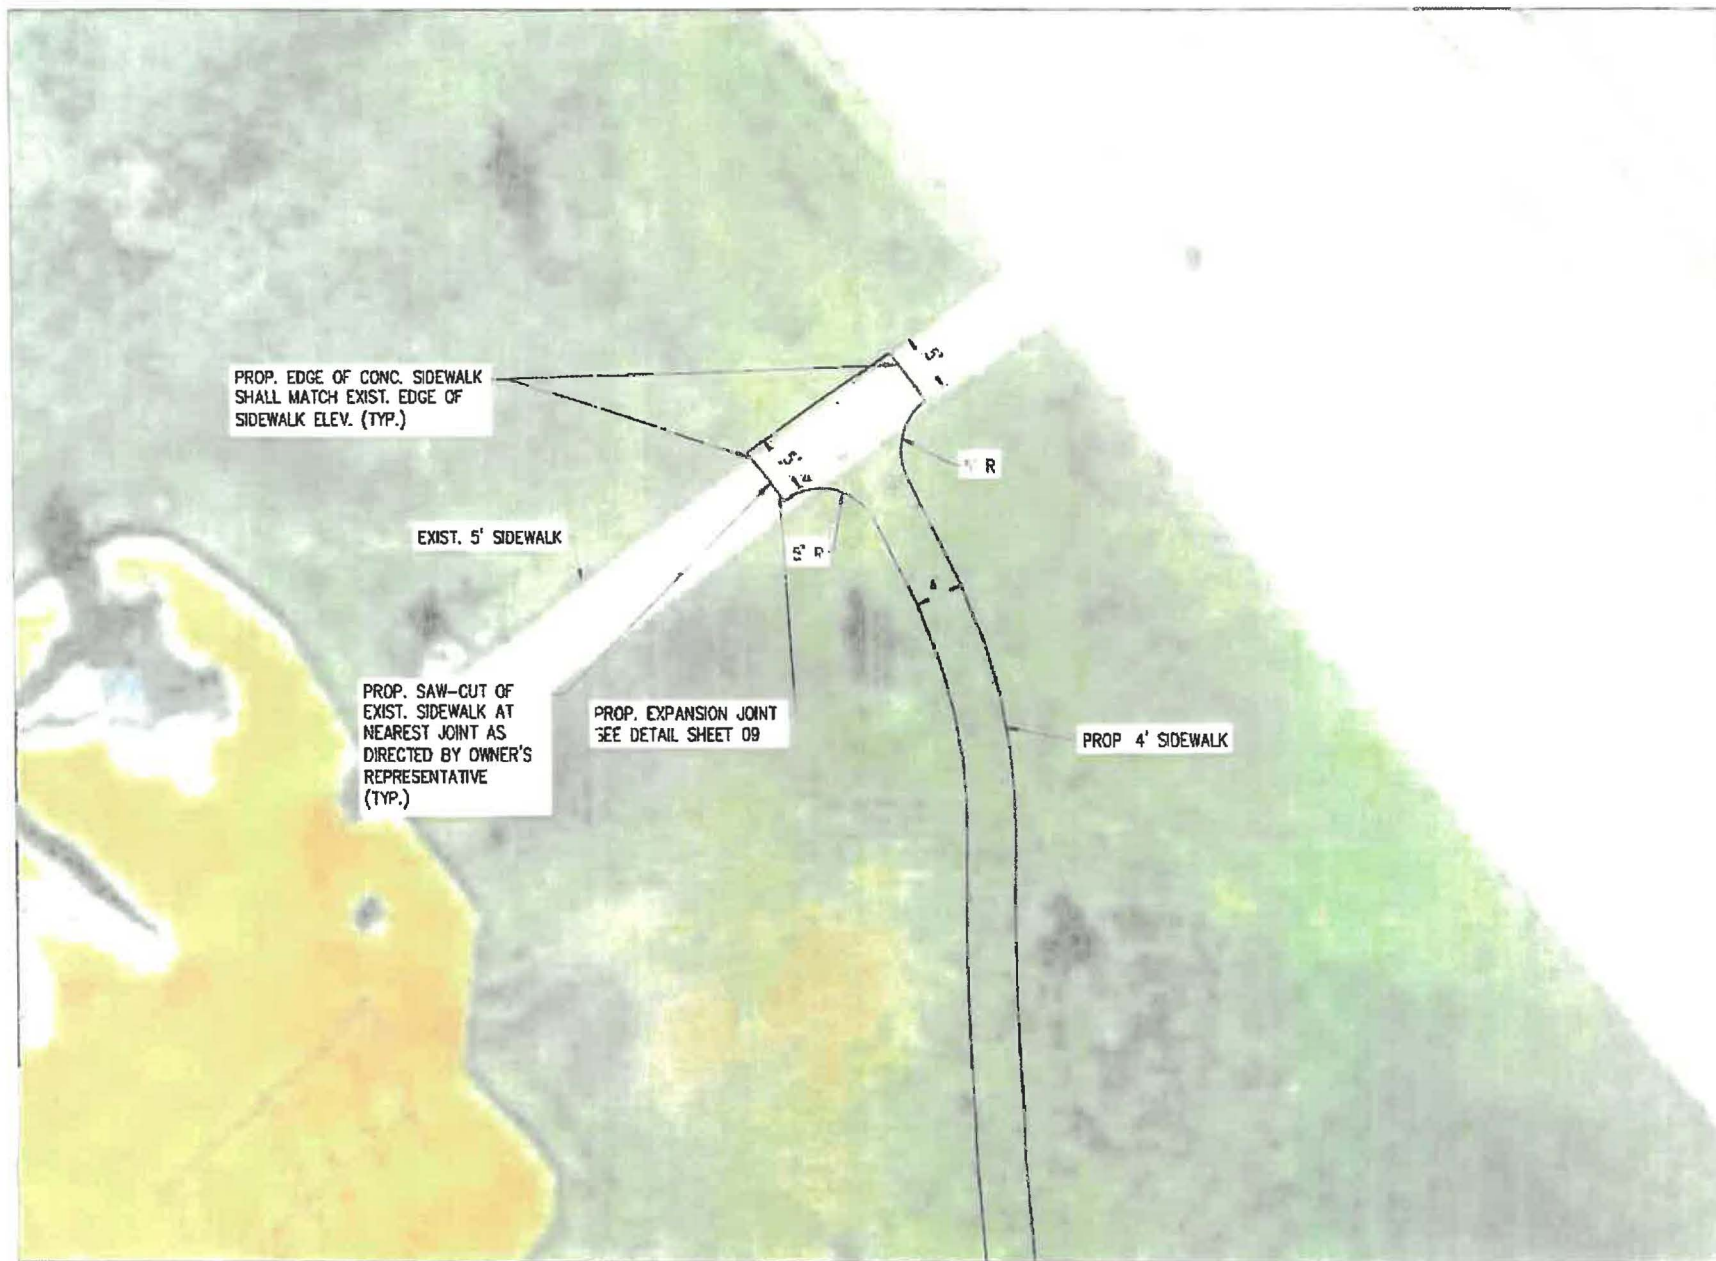 5'
PROP. EDGE OF CONC. SIDEWALK
SHALL MATCH EXIST. EDGE OF
SIDEWALK ELEV. (TYP.)
5'
R
EXIST. 5' SIDEWALK
5' R
4
PROP. SAW-CUT OF
EXIST. SIDEWALK AT
NEAREST JOINT AS
DIRECTED BY OWNER'S
REPRESENTATIVE
(TYP.)
PROP. EXPANSION JOINT
SEE DETAIL SHEET 09
PROP 4' SIDEWALK